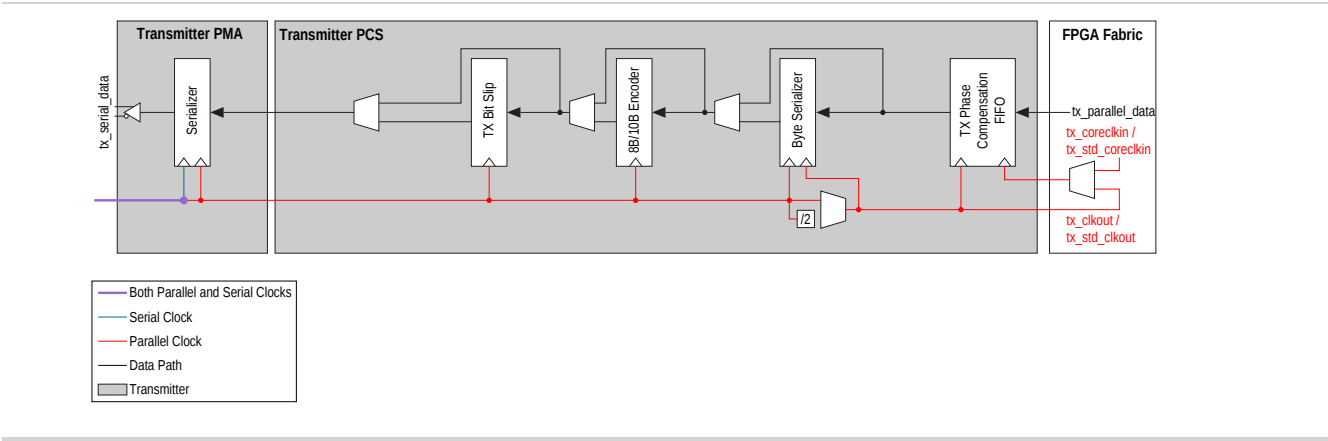 Transmitter PMA
Transmitter PCS
FPGA Fabric
tx_serial_data
Serializer
TX Bit Slip
8B/10B Encoder
Byte Serializer
TX Phase
Compensation
FIFO
tx_parallel_data
tx_coreclkin /
tx_std_coreclkin
/2
tx_clkout /
tx_std_clkout
Both Parallel and Serial Clocks
Serial Clock
Parallel Clock
Data Path
Transmitter